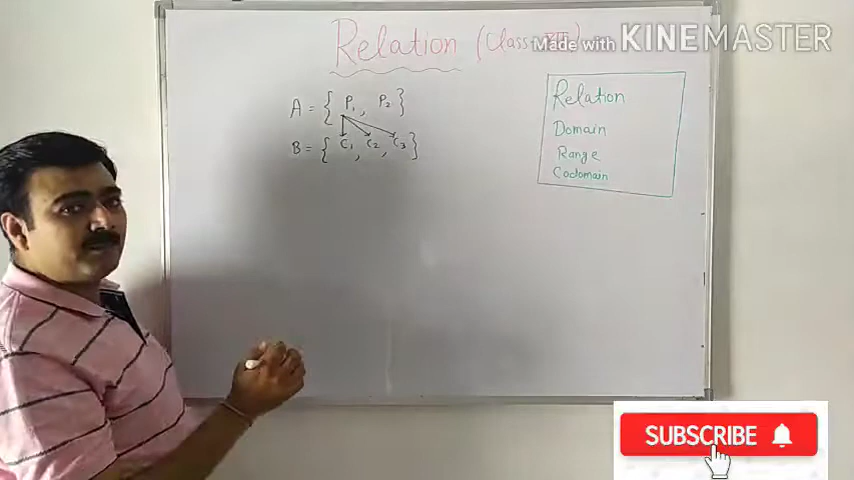 Relation (Class-XII)
Made with KINEMASTER
A = { P₁, P₂ }
B = { C₁, C₂, C₃ }
Relation
Domain
Range
Codomain
SUBSCRIBE